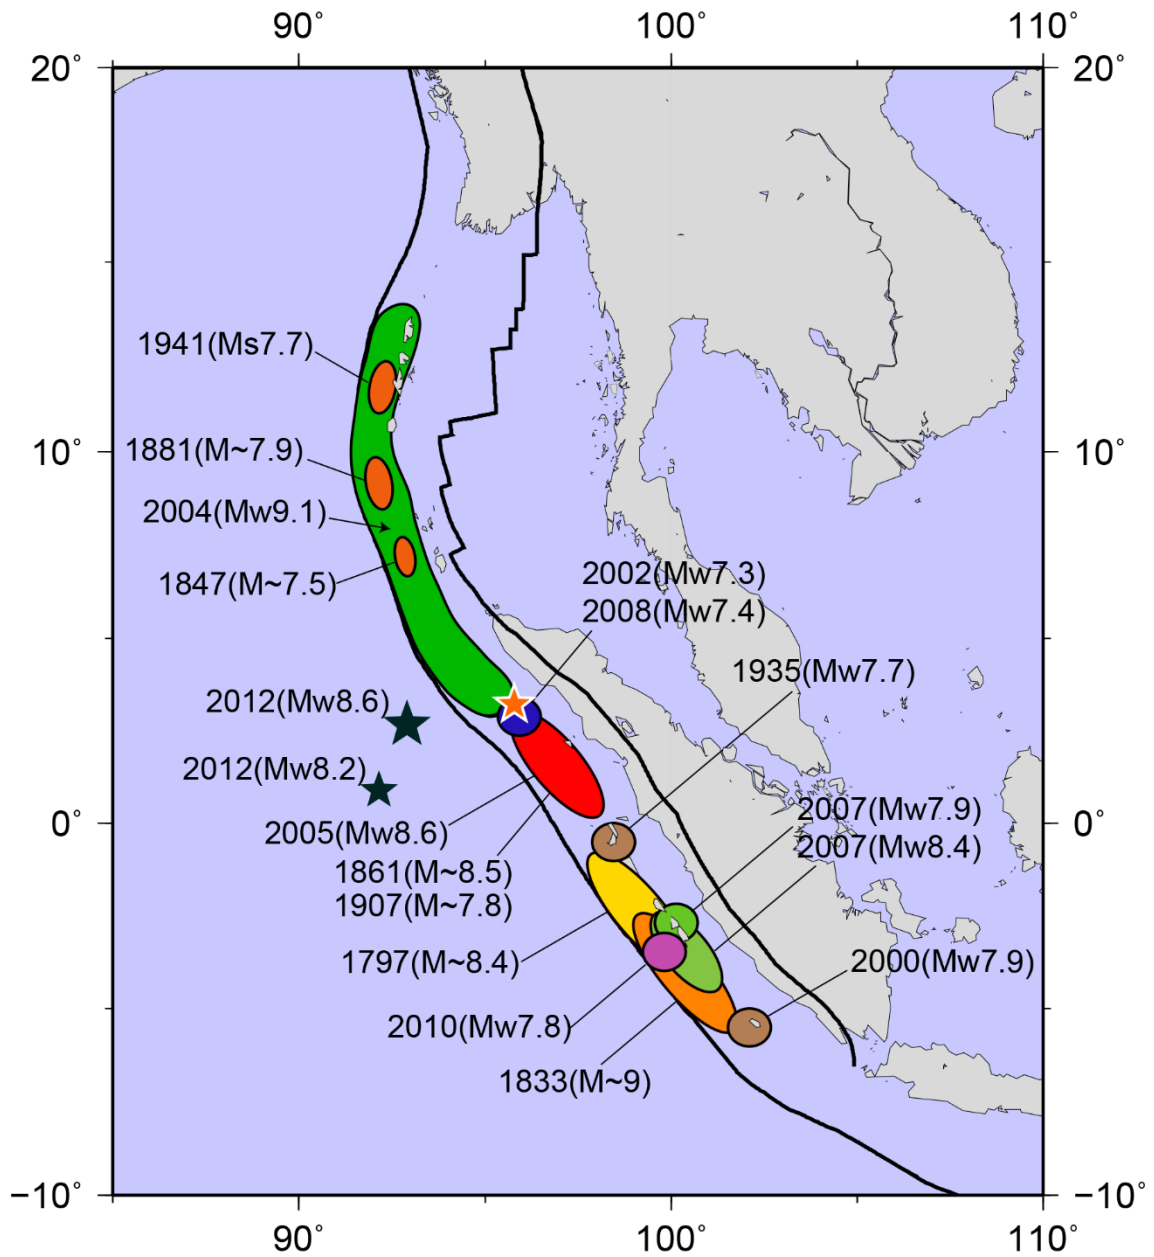 90° 100° 110°
20° 20°
1941(Ms7.7)
1881(M~7.9)
10° 10°
2004(Mw9.1)
1847(M~7.5)
2002(Mw7.3)
2008(Mw7.4)
1935(Mw7.7)
2012(Mw8.6)
2012(Mw8.2)
2007(Mw7.9)
0° 0°
2005(Mw8.6)
2007(Mw8.4)
1861(M~8.5)
1907(M~7.8)
1797(M~8.4)
2000(Mw7.9)
2010(Mw7.8)
1833(M~9)
−10° −10°
90° 100° 110°